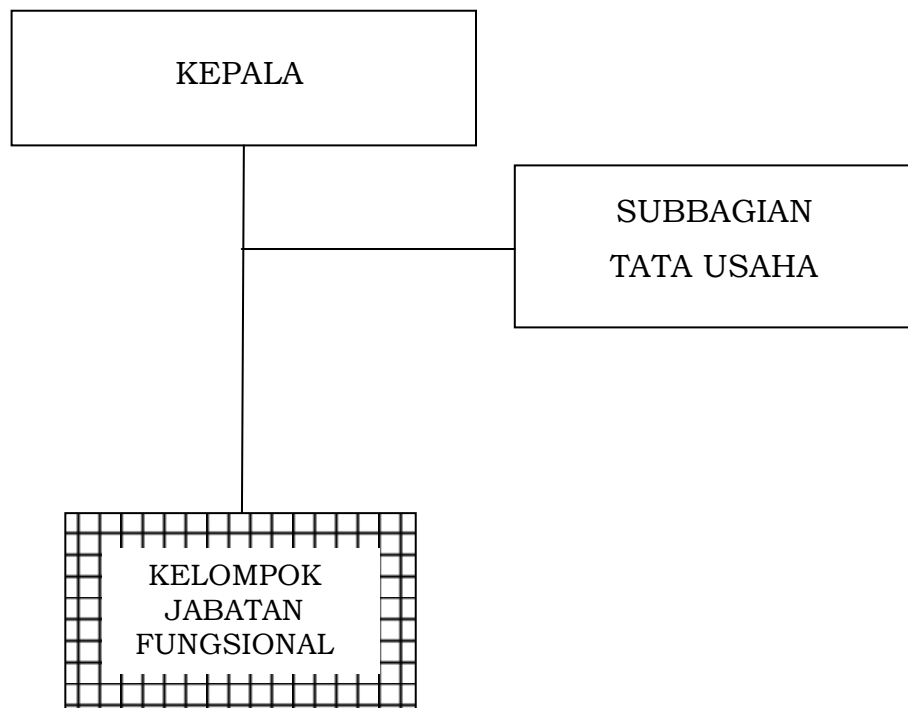 KEPALA
SUBBAGIAN
TATA USAHA
KELOMPOK
JABATAN
FUNGSIONAL